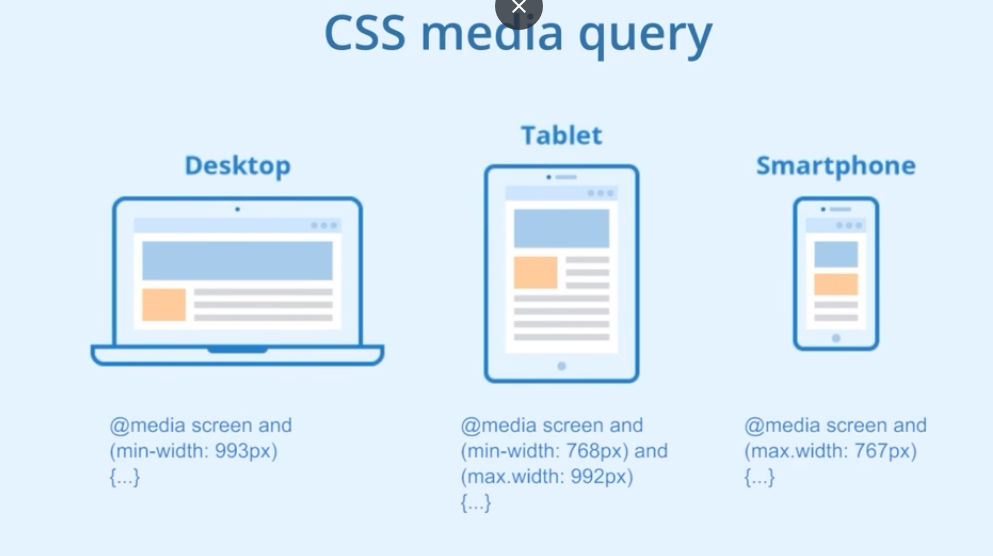 CSS media query
Desktop
Tablet
Smartphone
@media screen and
(min-width: 993px)
{...}
@media screen and
(min-width: 768px) and
(max.width: 992px)
{...}
@media screen and
(max.width: 767px)
{...}